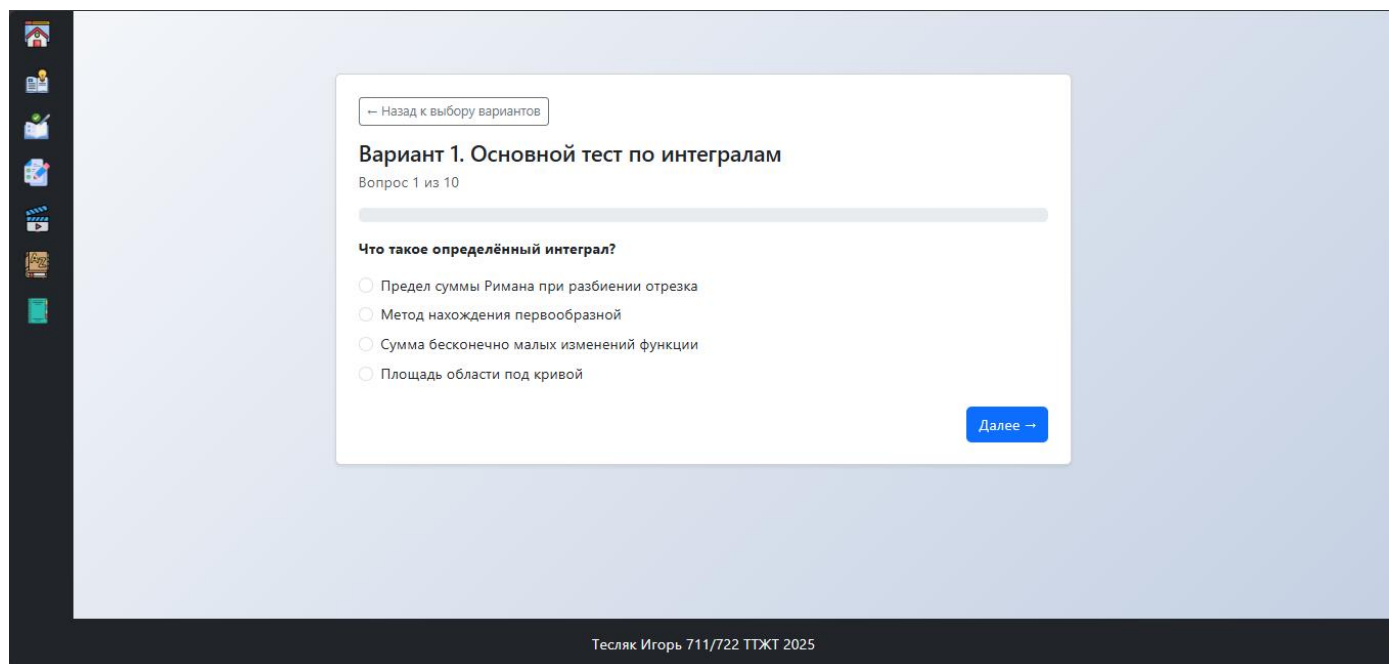 ← Назад к выбору вариантов
Вариант 1. Основной тест по интегралам
Вопрос 1 из 10
Что такое определённый интеграл?
Предел суммы Римана при разбиении отрезка
Метод нахождения первообразной
Сумма бесконечно малых изменений функции
Площадь области под кривой
Далее →
Тесляк Игорь 711/722 ТТЖТ 2025